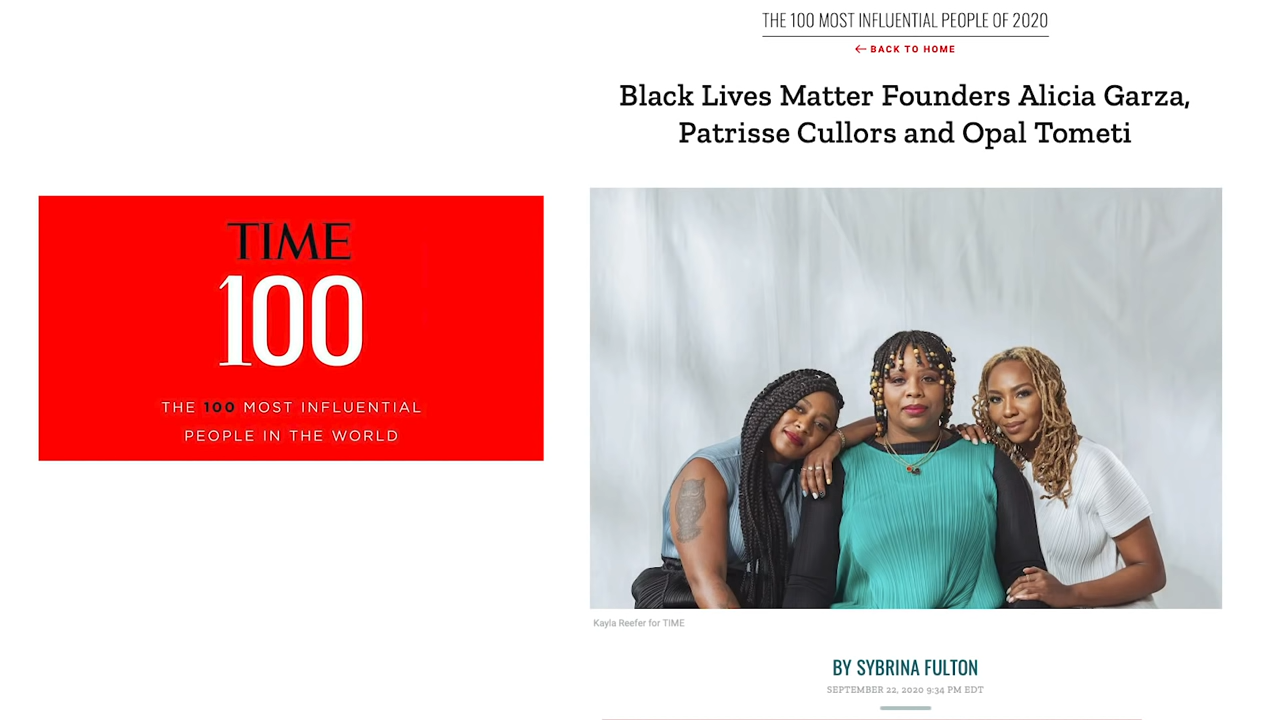 TIME
100
THE 100 MOST INFLUENTIAL
PEOPLE IN THE WORLD
THE 100 MOST INFLUENTIAL PEOPLE OF 2020
← BACK TO HOME
Black Lives Matter Founders Alicia Garza,
Patrisse Cullors and Opal Tometi
Kayla Reefer for TIME
BY SYBRINA FULTON
SEPTEMBER 22, 2020 9:34 PM EDT